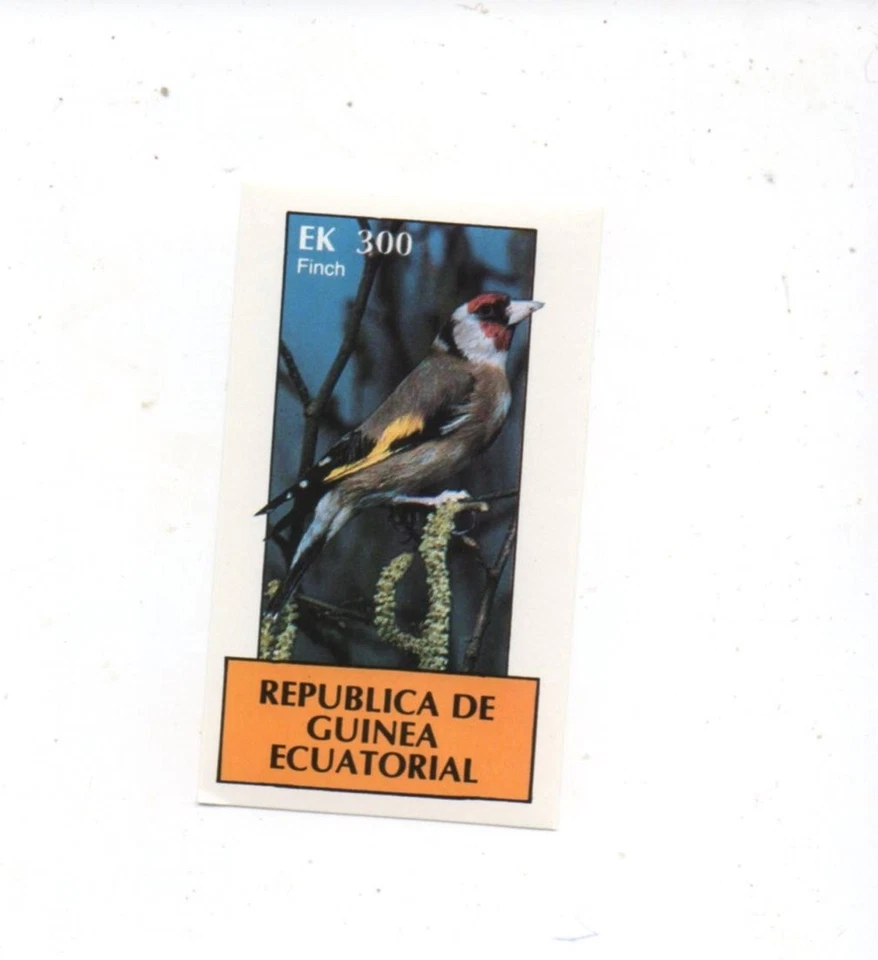 EK 300
Finch
REPUBLICA DE
GUINEA
ECUATORIAL